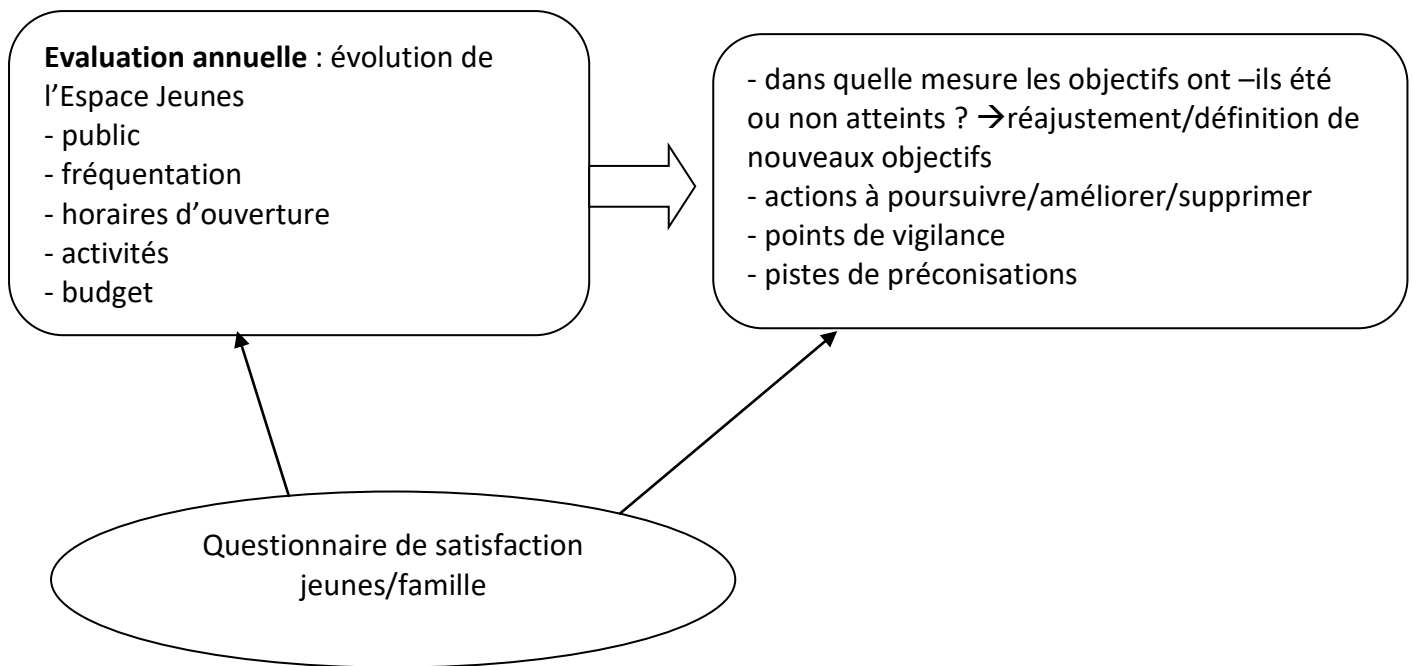 Evaluation annuelle : évolution de
l’Espace Jeunes
- public
- fréquentation
- horaires d’ouverture
- activités
- budget
- dans quelle mesure les objectifs ont –ils été
ou non atteints ? →réajustement/définition de
nouveaux objectifs
- actions à poursuivre/améliorer/supprimer
- points de vigilance
- pistes de préconisations
Questionnaire de satisfaction
jeunes/famille